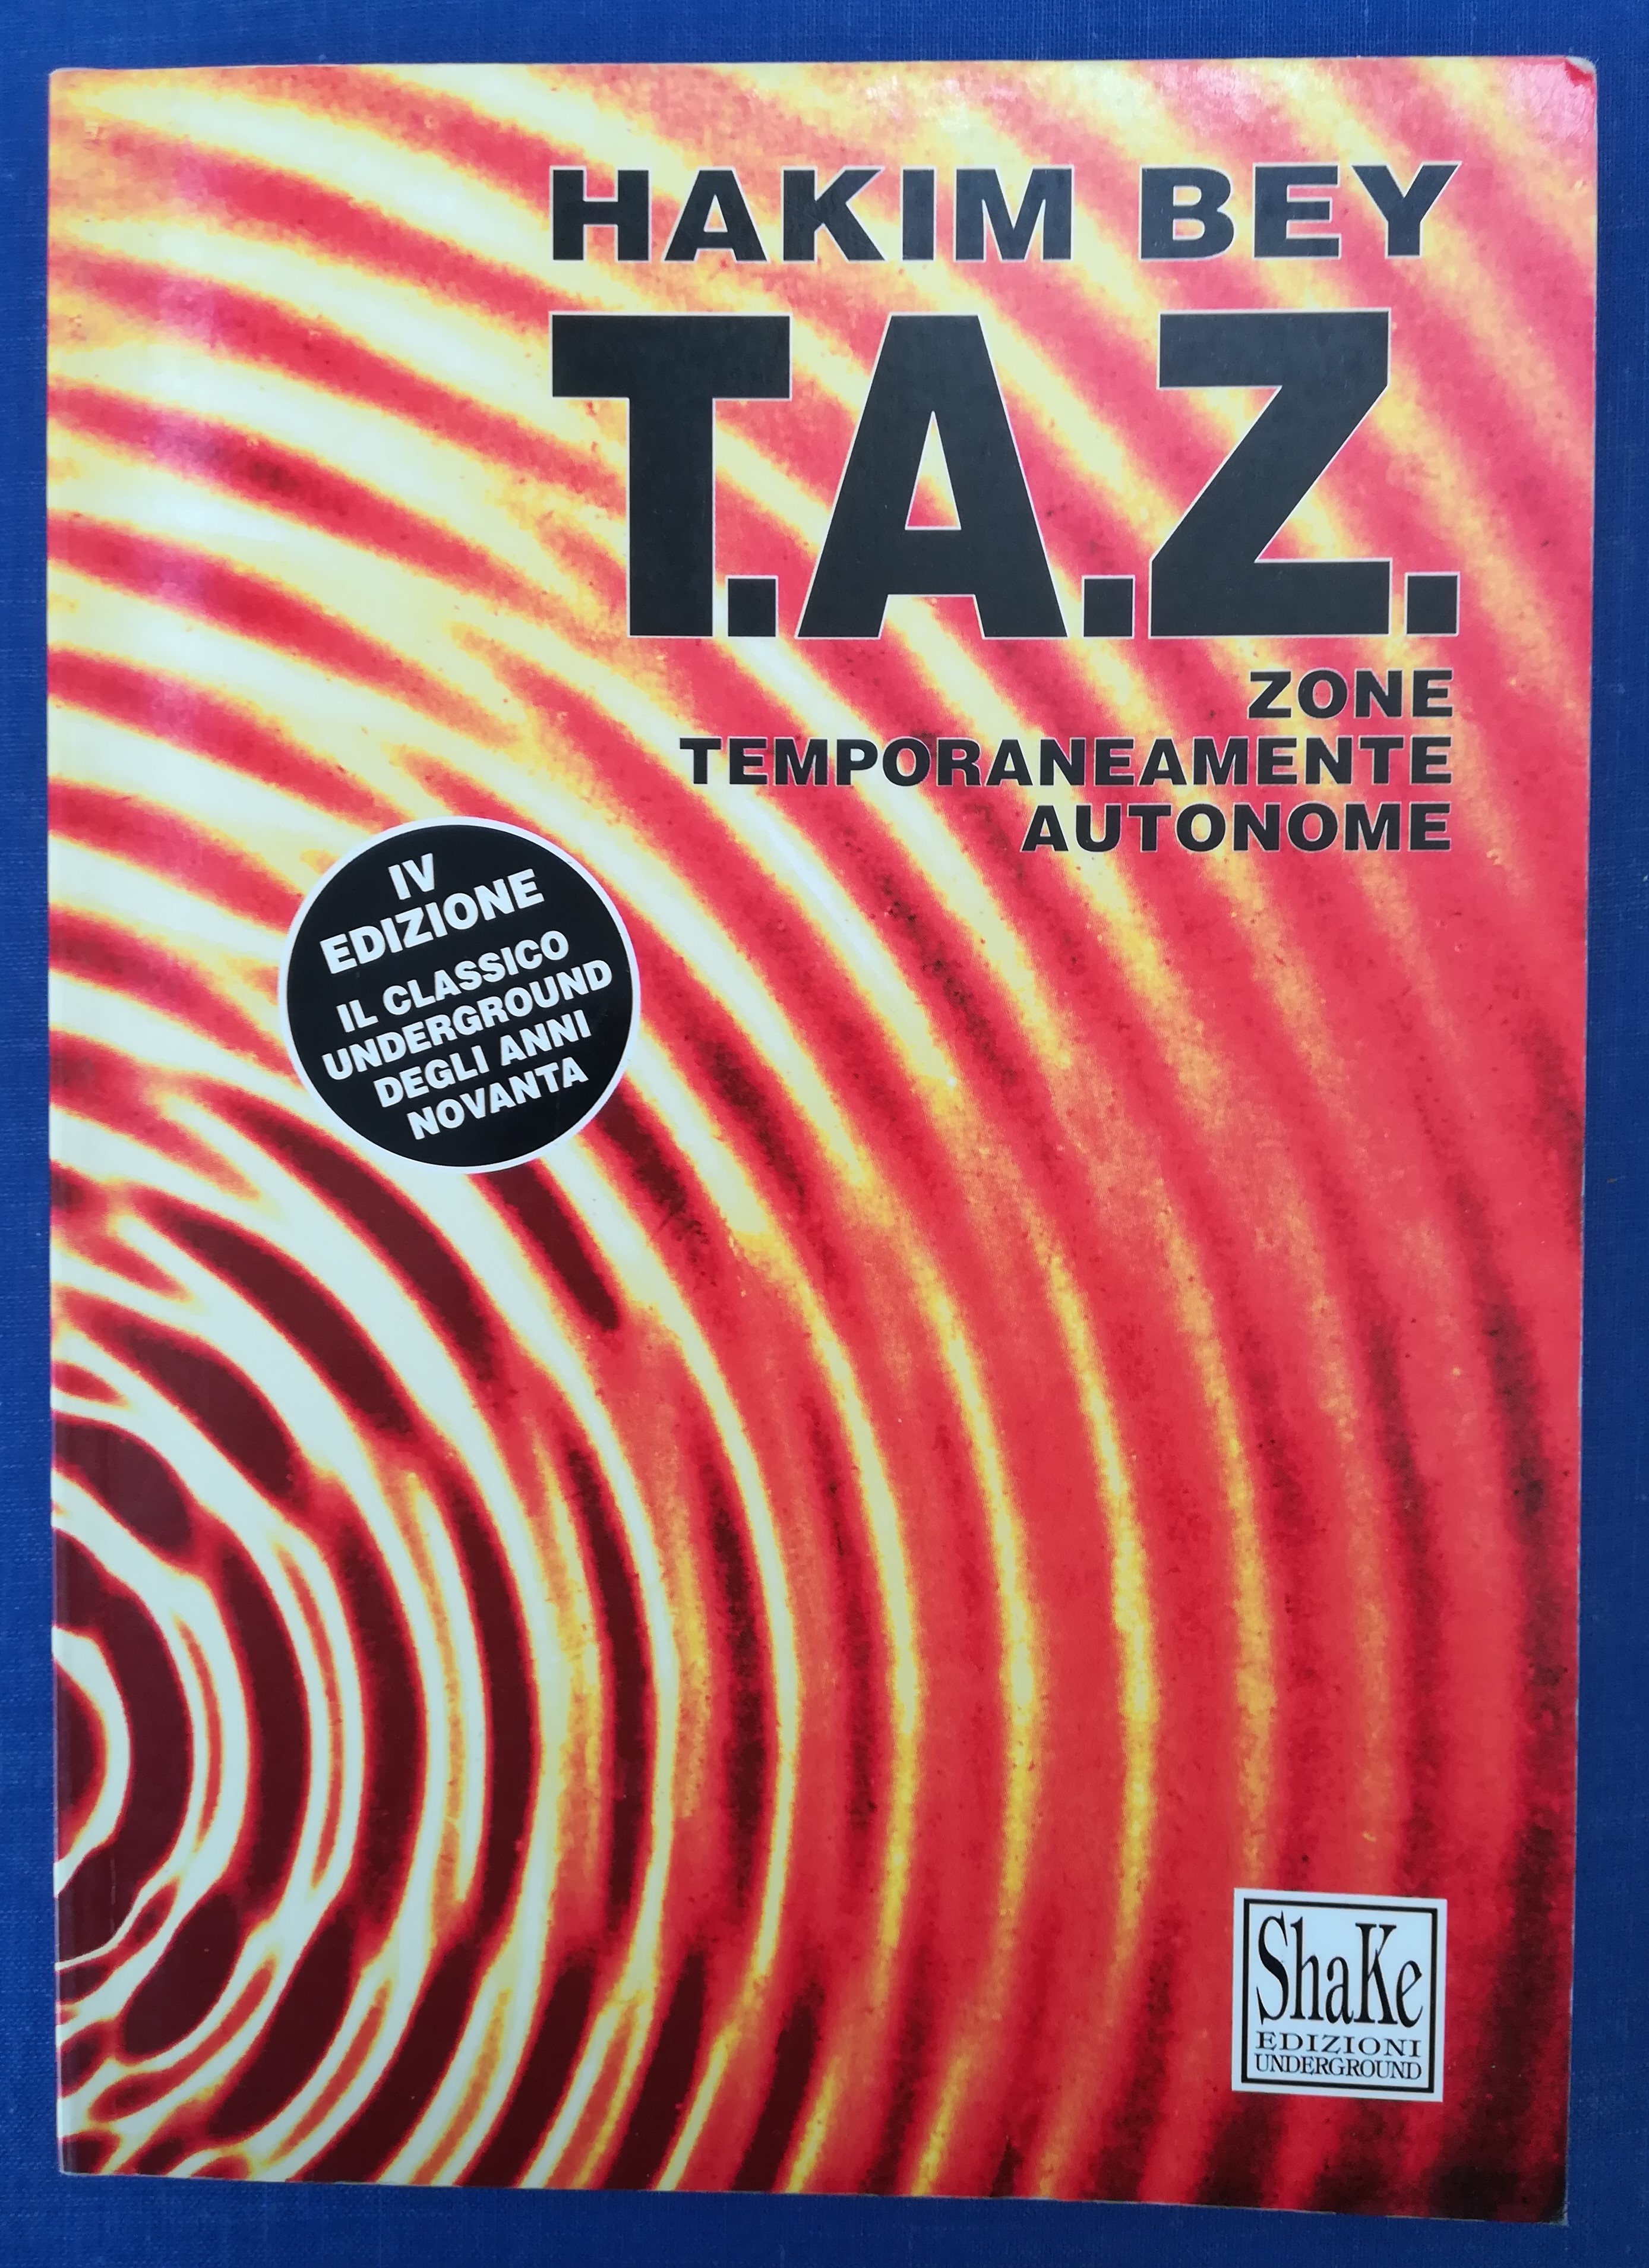 HAKIM BEY
T.A.Z.
ZONE
TEMPORANEAMENTE
AUTONOME
IV
EDIZIONE
IL CLASSICO
UNDERGROUND
DEGLI ANNI
NOVANTA
ShaKe
EDIZIONI
UNDERGROUND